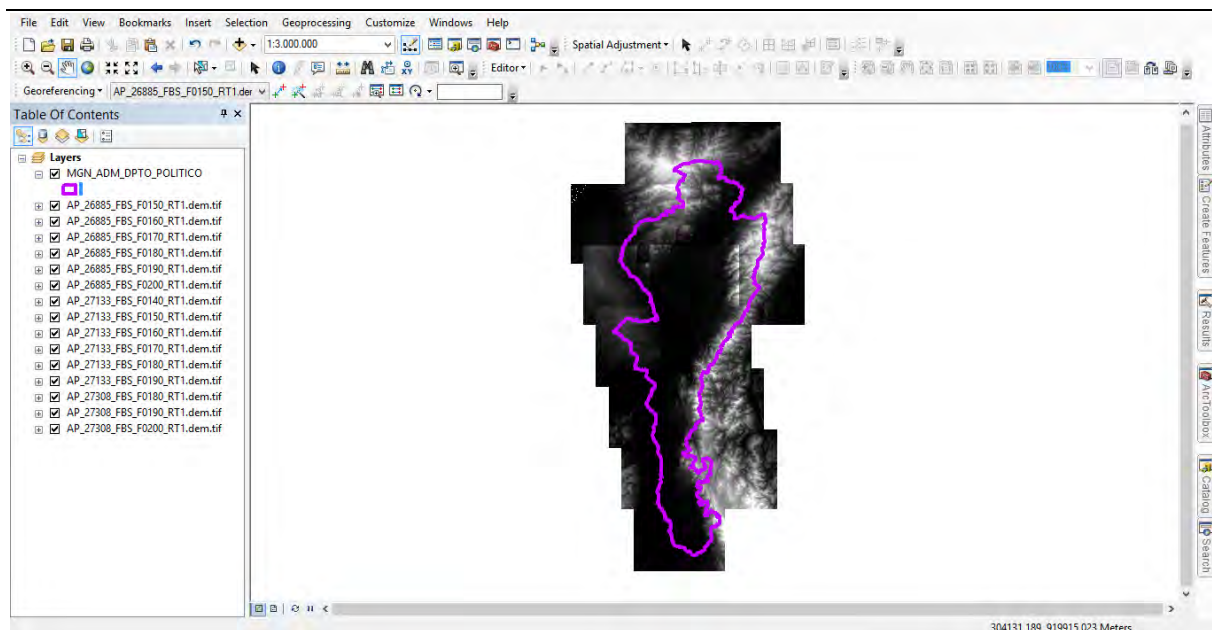 File Edit View Bookmarks Insert Selection Geoprocessing Customize Windows Help
1:3.000.000 Spatial Adjustment
Editor
Georeferencing AP_26885_FBS_F0150_RT1.der
Table Of Contents
Layers
MGN_ADM_DPTO_POLITICO
AP_26885_FBS_F0150_RT1.dem.tif
AP_26885_FBS_F0160_RT1.dem.tif
AP_26885_FBS_F0170_RT1.dem.tif
AP_26885_FBS_F0180_RT1.dem.tif
AP_26885_FBS_F0190_RT1.dem.tif
AP_26885_FBS_F0200_RT1.dem.tif
AP_27133_FBS_F0140_RT1.dem.tif
AP_27133_FBS_F0150_RT1.dem.tif
AP_27133_FBS_F0160_RT1.dem.tif
AP_27133_FBS_F0170_RT1.dem.tif
AP_27133_FBS_F0180_RT1.dem.tif
AP_27133_FBS_F0190_RT1.dem.tif
AP_27308_FBS_F0180_RT1.dem.tif
AP_27308_FBS_F0190_RT1.dem.tif
AP_27308_FBS_F0200_RT1.dem.tif
Attributes
Create Features
Results
ArcToolbox
Catalog
Search
304131,189 919915,023 Meters